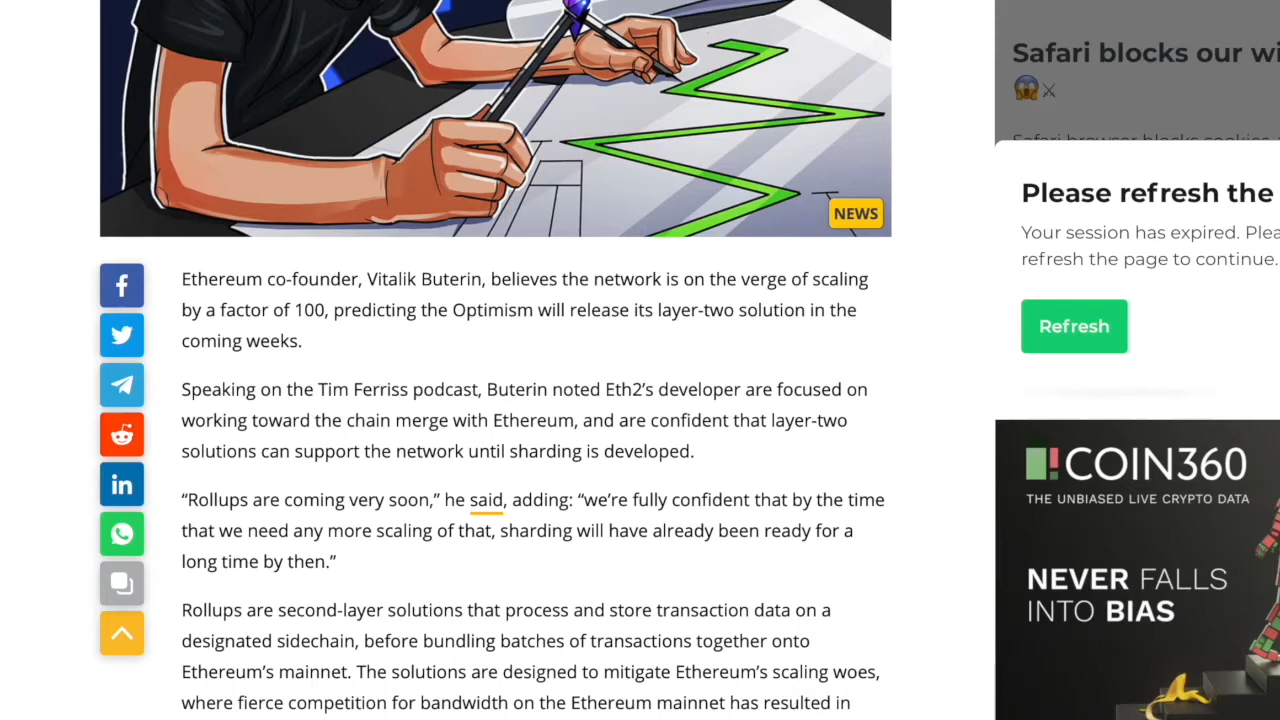 NEWS
Ethereum co-founder, Vitalik Buterin, believes the network is on the verge of scaling
by a factor of 100, predicting the Optimism will release its layer-two solution in the
coming weeks.
Speaking on the Tim Ferriss podcast, Buterin noted Eth2’s developer are focused on
working toward the chain merge with Ethereum, and are confident that layer-two
solutions can support the network until sharding is developed.
“Rollups are coming very soon,” he said, adding: “we’re fully confident that by the time
that we need any more scaling of that, sharding will have already been ready for a
long time by then.”
Rollups are second-layer solutions that process and store transaction data on a
designated sidechain, before bundling batches of transactions together onto
Ethereum’s mainnet. The solutions are designed to mitigate Ethereum’s scaling woes,
where fierce competition for bandwidth on the Ethereum mainnet has resulted in
Safari blocks our wi
Safari browser blocks cookies
Please refresh the
Your session has expired. Plea
refresh the page to continue.
Refresh
COIN360
THE UNBIASED LIVE CRYPTO DATA
NEVER FALLS
INTO BIAS